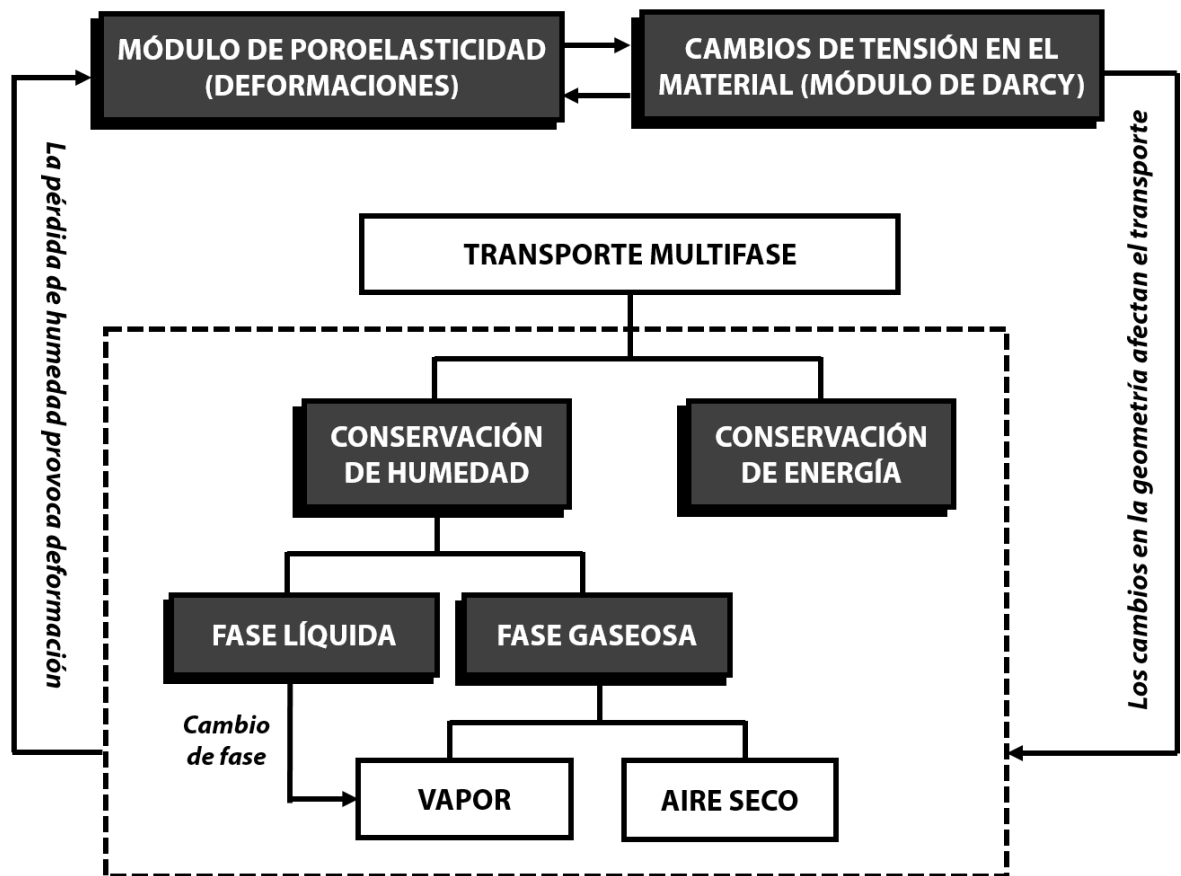 MÓDULO DE POROELASTICIDAD
(DEFORMACIONES)
CAMBIOS DE TENSIÓN EN EL
MATERIAL (MÓDULO DE DARCY)
La pérdida de humedad provoca deformación
Los cambios en la geometría afectan el transporte
TRANSPORTE MULTIFASE
CONSERVACIÓN
DE HUMEDAD
CONSERVACIÓN
DE ENERGÍA
FASE LÍQUIDA
FASE GASEOSA
Cambio
de fase
VAPOR
AIRE SECO